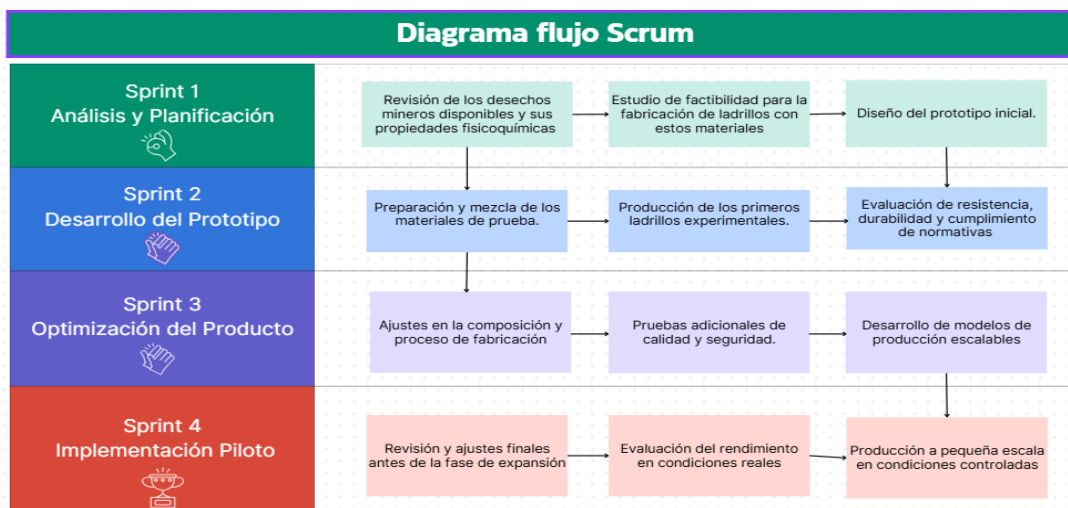 Diagrama flujo Scrum
Sprint 1
Análisis y Planificación
Revisión de los desechos
mineros disponibles y sus
propiedades fisicoquímicas
Estudio de factibilidad para la
fabricación de ladrillos con
estos materiales
Diseño del prototipo inicial.
Sprint 2
Desarrollo del Prototipo
Preparación y mezcla de los
materiales de prueba.
Producción de los primeros
ladrillos experimentales.
Evaluación de resistencia,
durabilidad y cumplimiento
de normativas
Sprint 3
Optimización del Producto
Ajustes en la composición y
proceso de fabricación
Pruebas adicionales de
calidad y seguridad.
Desarrollo de modelos de
producción escalables
Sprint 4
Implementación Piloto
Revisión y ajustes finales
antes de la fase de expansión
Evaluación del rendimiento
en condiciones reales
Producción a pequeña escala
en condiciones controladas